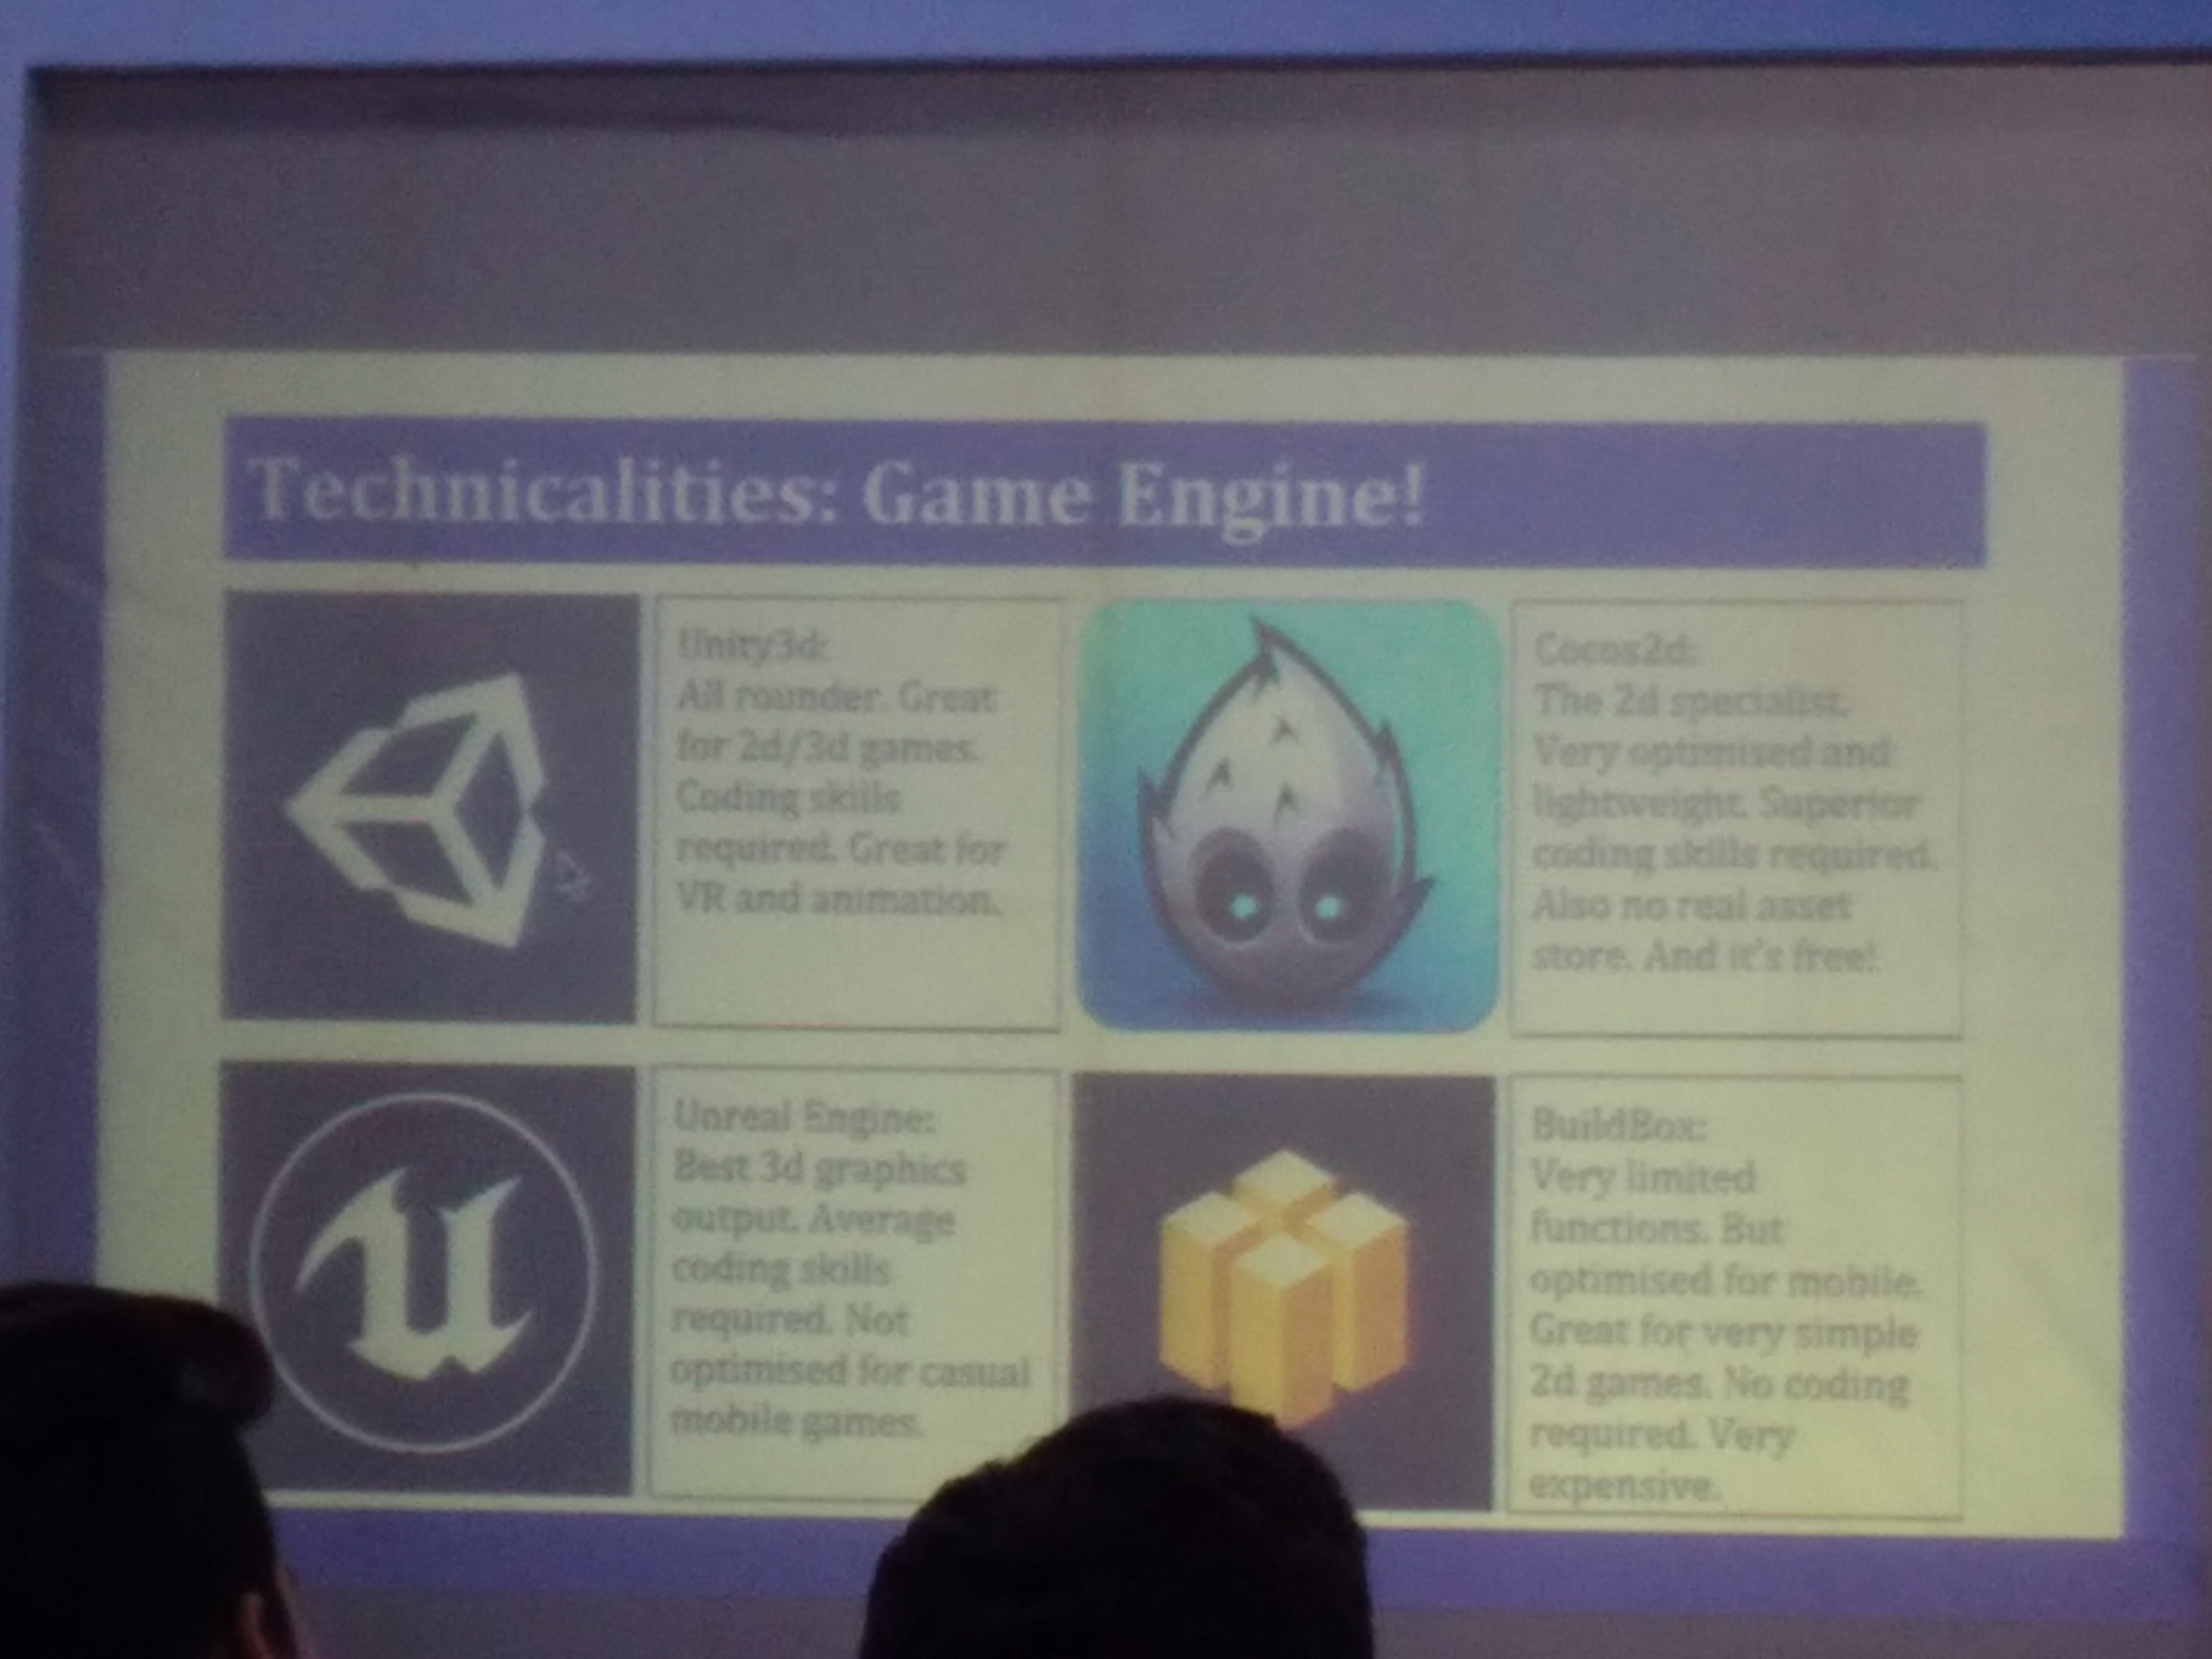 Technicalities: Game Engine!
Unity3d:
All rounder. Great
for 2d/3d games.
Coding skills
required. Great for
VR and animation.
Cocos2d:
The 2d specialist.
Very optimised and
lightweight. Superior
coding skills required.
Also no real asset
store. And it's free!
Unreal Engine:
Best 3d graphics
output. Average
coding skills
required. Not
optimised for casual
mobile games.
BuildBox:
Very limited
functions. But
optimised for mobile.
Great for very simple
2d games. No coding
required. Very
expensive.